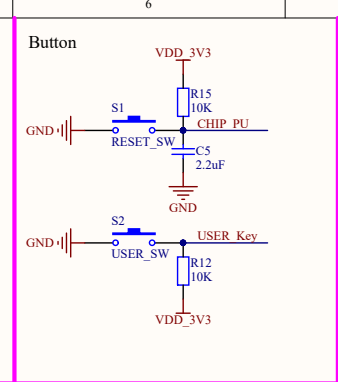 6
Button
VDD_3V3
R15
10K
S1
CHIP_PU
GND
RESET_SW
C5
2.2uF
GND
S2
USER_Key
GND
USER_SW
R12
10K
VDD_3V3